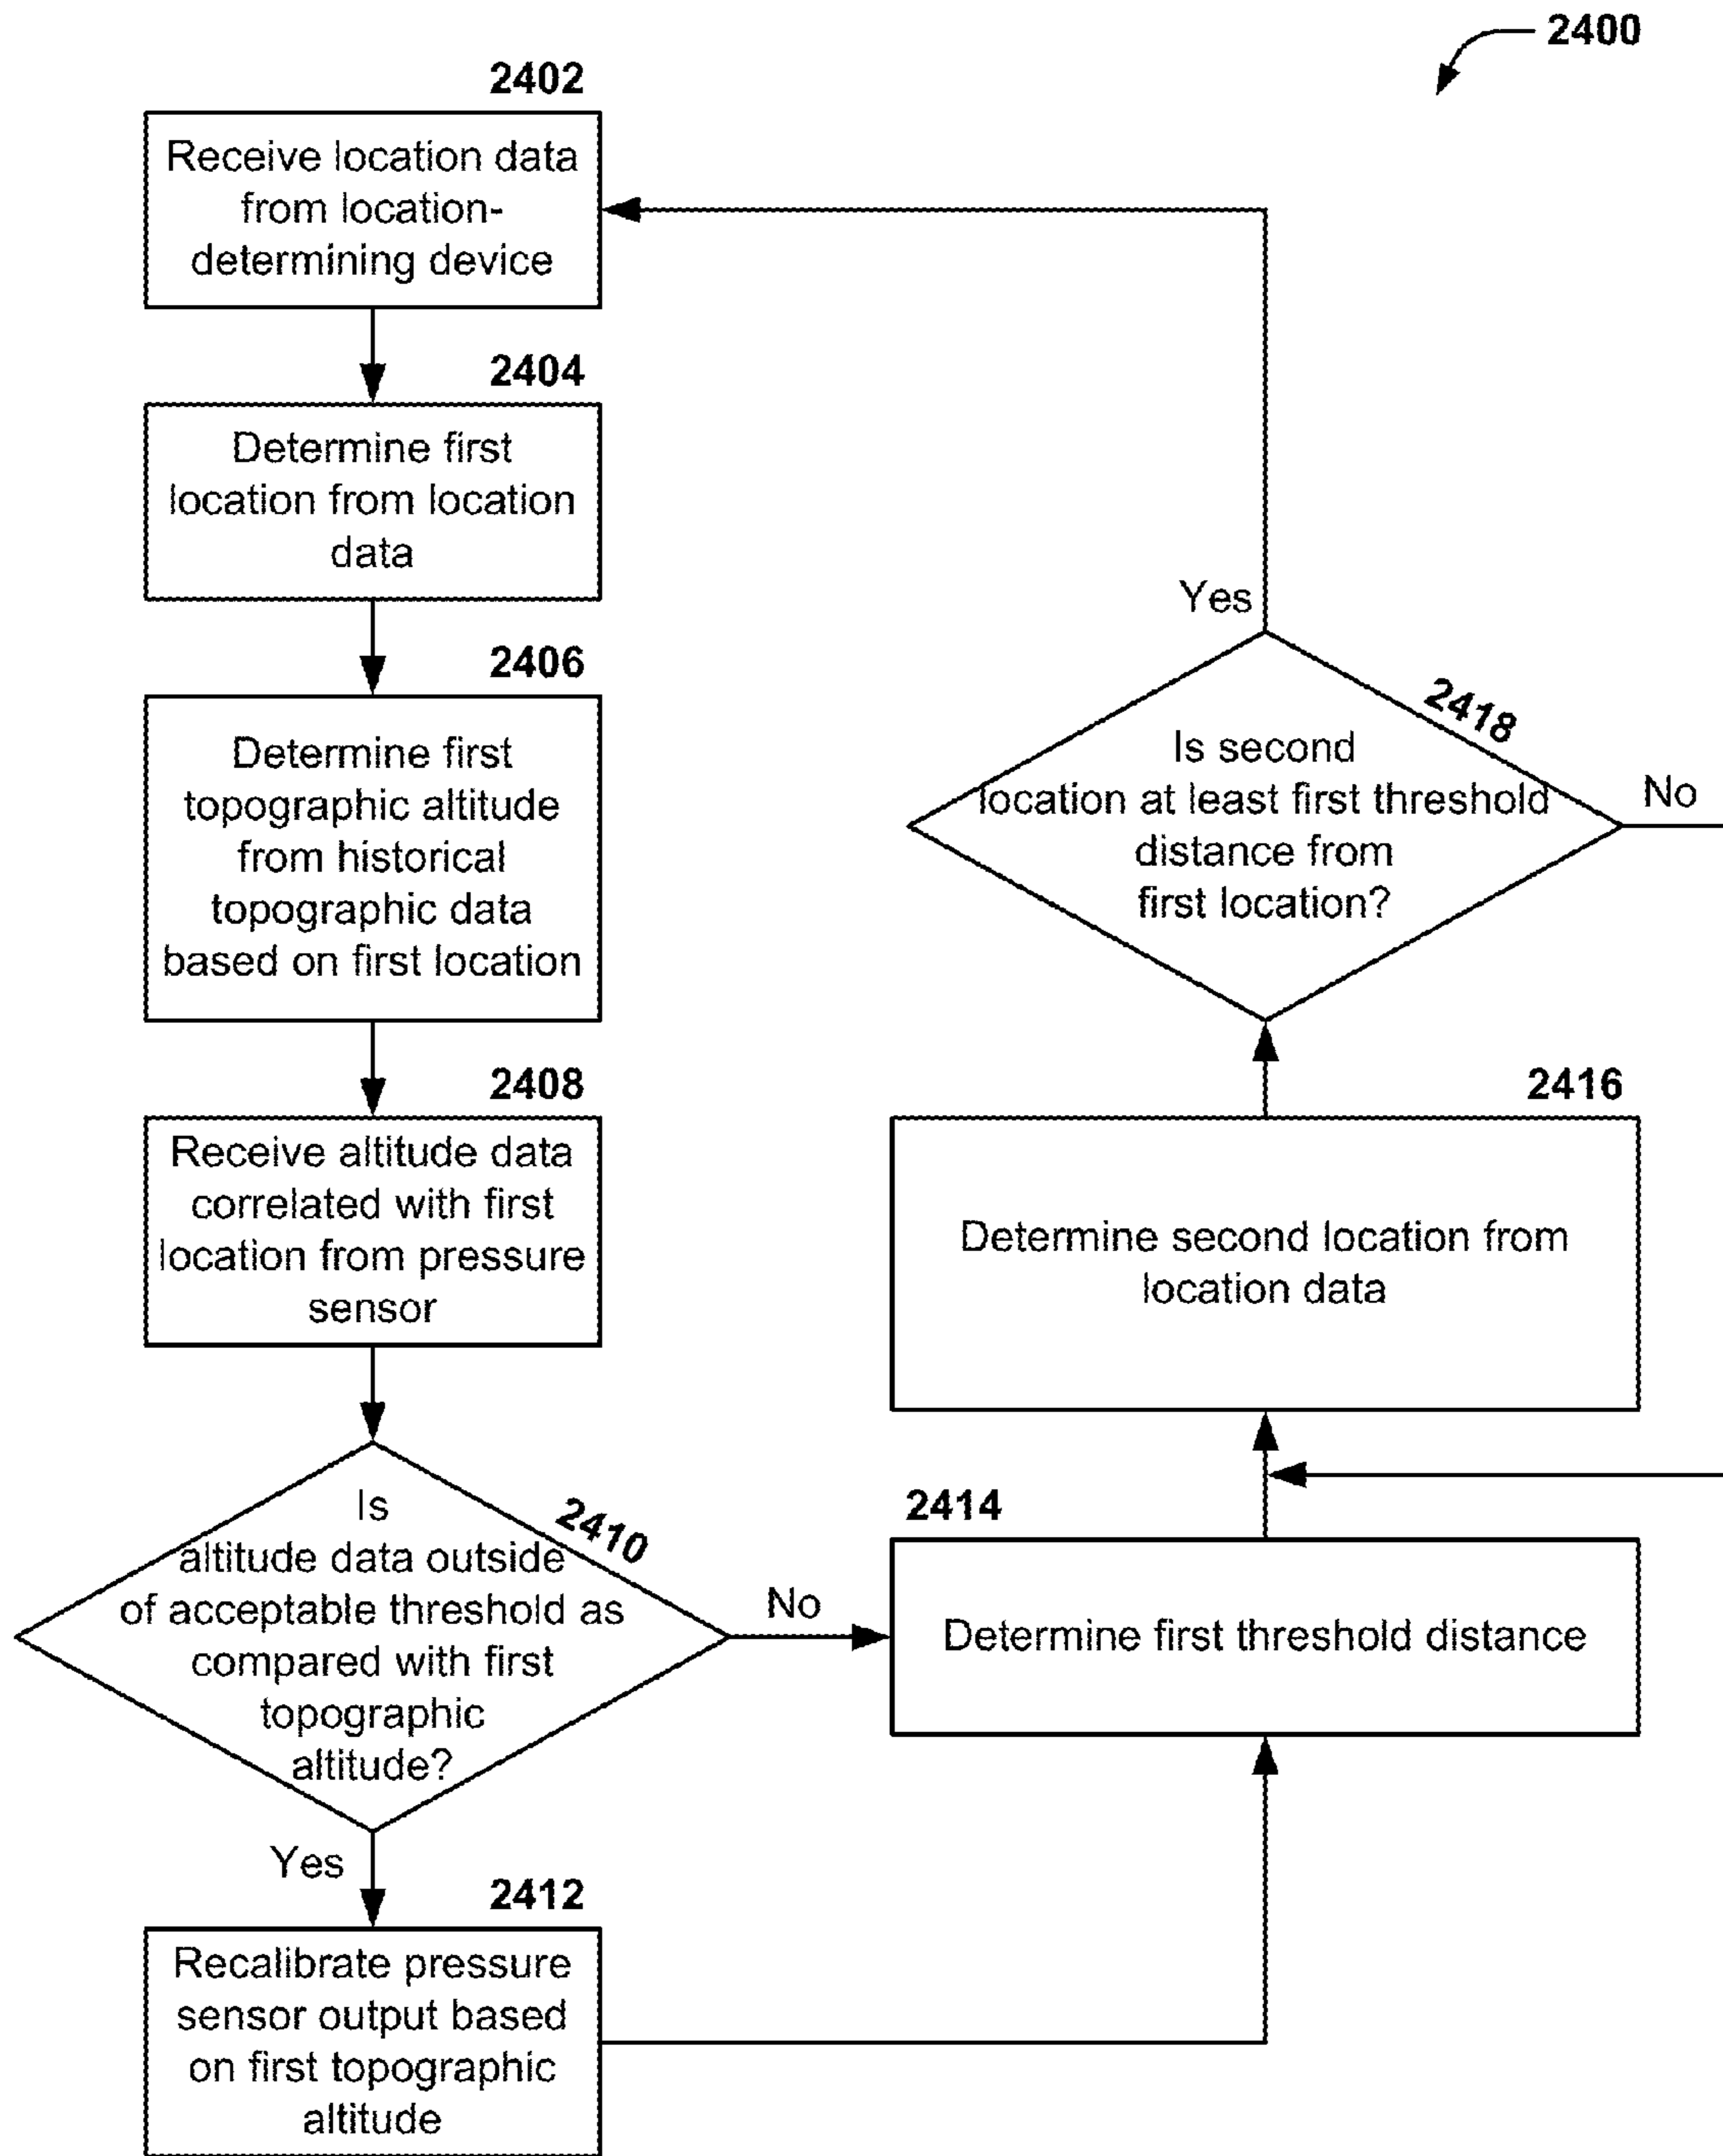 2400
2402
Receive location data
from location-
determining device
2404
Determine first
location from location
data
2406
Determine first
topographic altitude
from historical
topographic data
based on first location
2408
Receive altitude data
correlated with first
location from pressure
sensor
2410
Is
altitude data outside
of acceptable threshold as
compared with first
topographic
altitude?
No
Yes
2412
Recalibrate pressure
sensor output based
on first topographic
altitude
2414
Determine first threshold distance
2416
Determine second location from
location data
2418
Is second
location at least first threshold
distance from
first location?
Yes
No